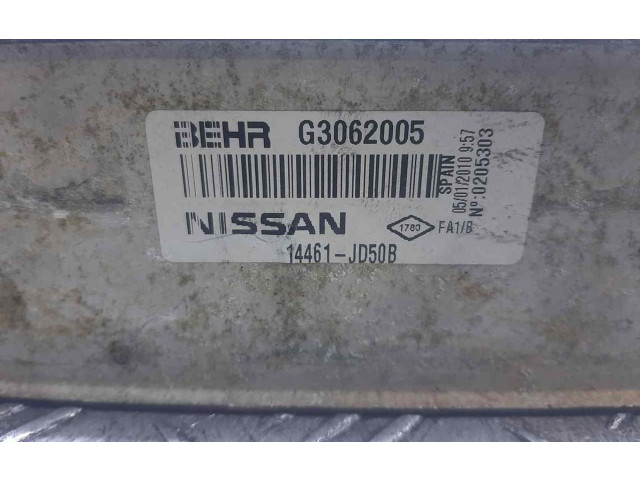 BEHR G3062005
NISSAN
14461-JD50B
1780
FA1/B
SPAIN
05/01/2010 9:57
Nº:0205303